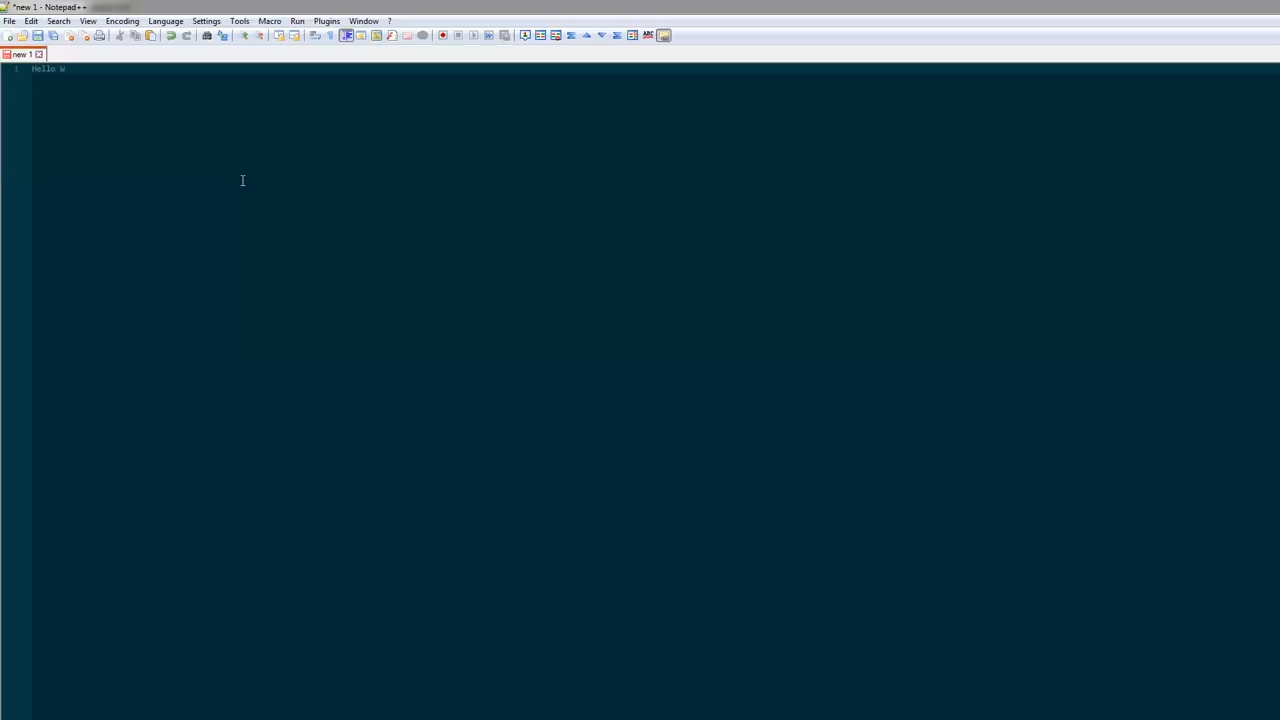 *new 1 - Notepad++
File Edit Search View Encoding Language Settings Tools Macro Run Plugins Window ?
ABC
new 1
1 Hello W